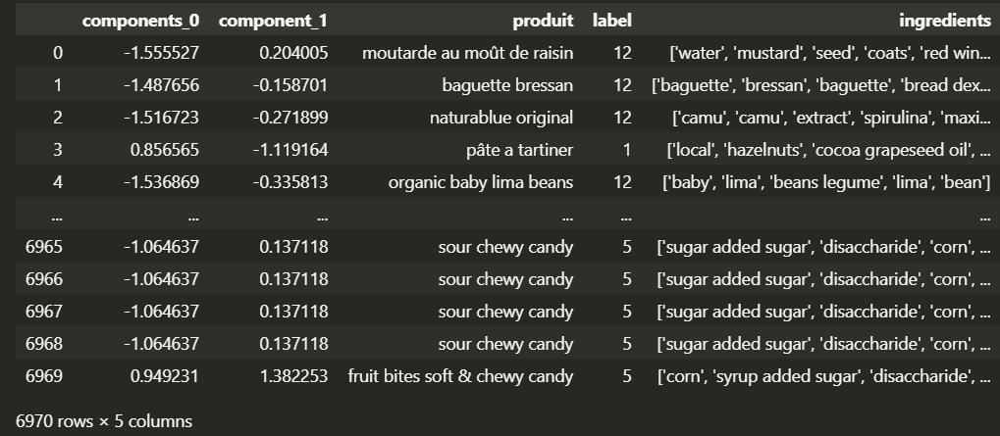 components_0 component_1 produit label ingredients
0 -1.555527 0.204005 moutarde au moût de raisin 12 ['water', 'mustard', 'seed', 'coats', 'red win...
1 -1.487656 -0.158701 baguette bressan 12 ['baguette', 'bressan', 'baguette', 'bread dex...
2 -1.516723 -0.271899 naturablue original 12 ['camu', 'camu', 'extract', 'spirulina', 'maxi...
3 0.856565 -1.119164 pâte a tartiner 1 ['local', 'hazelnuts', 'cocoa grapeseed oil', ...
4 -1.536869 -0.335813 organic baby lima beans 12 ['baby', 'lima', 'beans legume', 'lima', 'bean']
... ... ... ... ... ...
6965 -1.064637 0.137118 sour chewy candy 5 ['sugar added sugar', 'disaccharide', 'corn', ...
6966 -1.064637 0.137118 sour chewy candy 5 ['sugar added sugar', 'disaccharide', 'corn', ...
6967 -1.064637 0.137118 sour chewy candy 5 ['sugar added sugar', 'disaccharide', 'corn', ...
6968 -1.064637 0.137118 sour chewy candy 5 ['sugar added sugar', 'disaccharide', 'corn', ...
6969 0.949231 1.382253 fruit bites soft & chewy candy 5 ['corn', 'syrup added sugar', 'disaccharide', ...
6970 rows × 5 columns